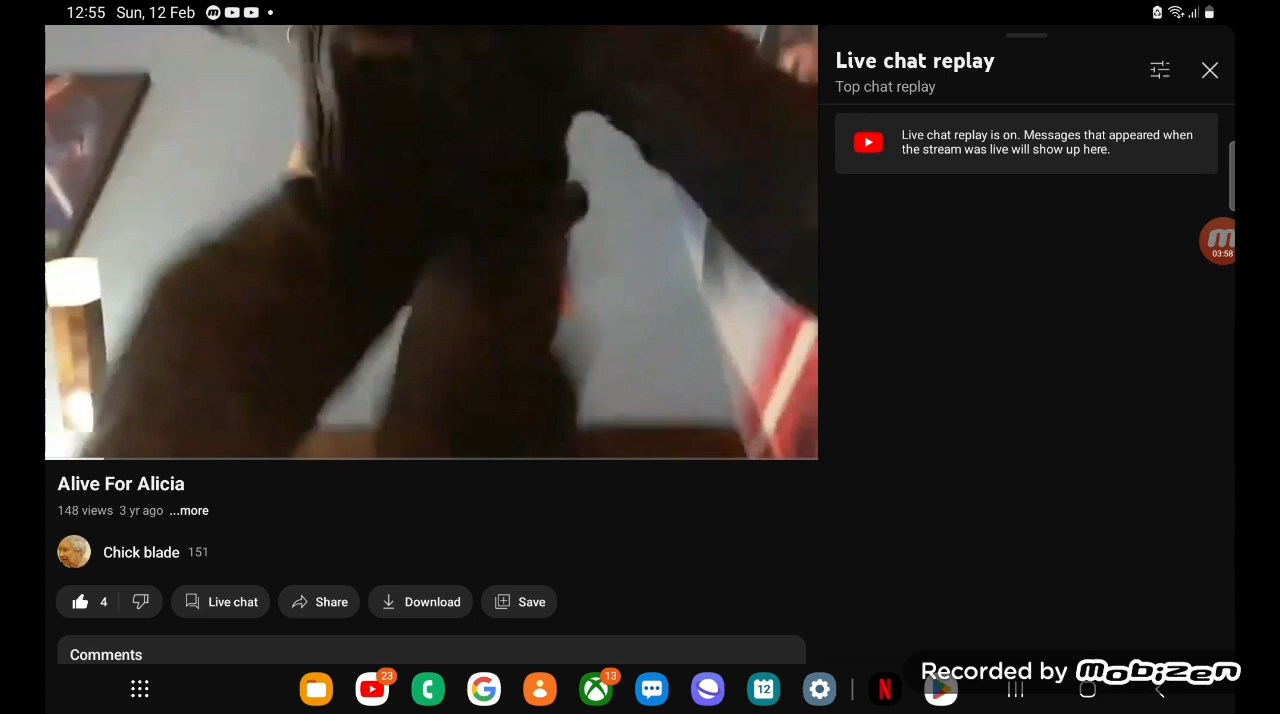 12:55 Sun, 12 Feb
Live chat replay
Top chat replay
Live chat replay is on. Messages that appeared when
the stream was live will show up here.
03:58
Alive For Alicia
148 views 3 yr ago ...more
Chick blade 151
4 Live chat Share Download Save
Comments
23
13
12
N
Recorded by mobizen